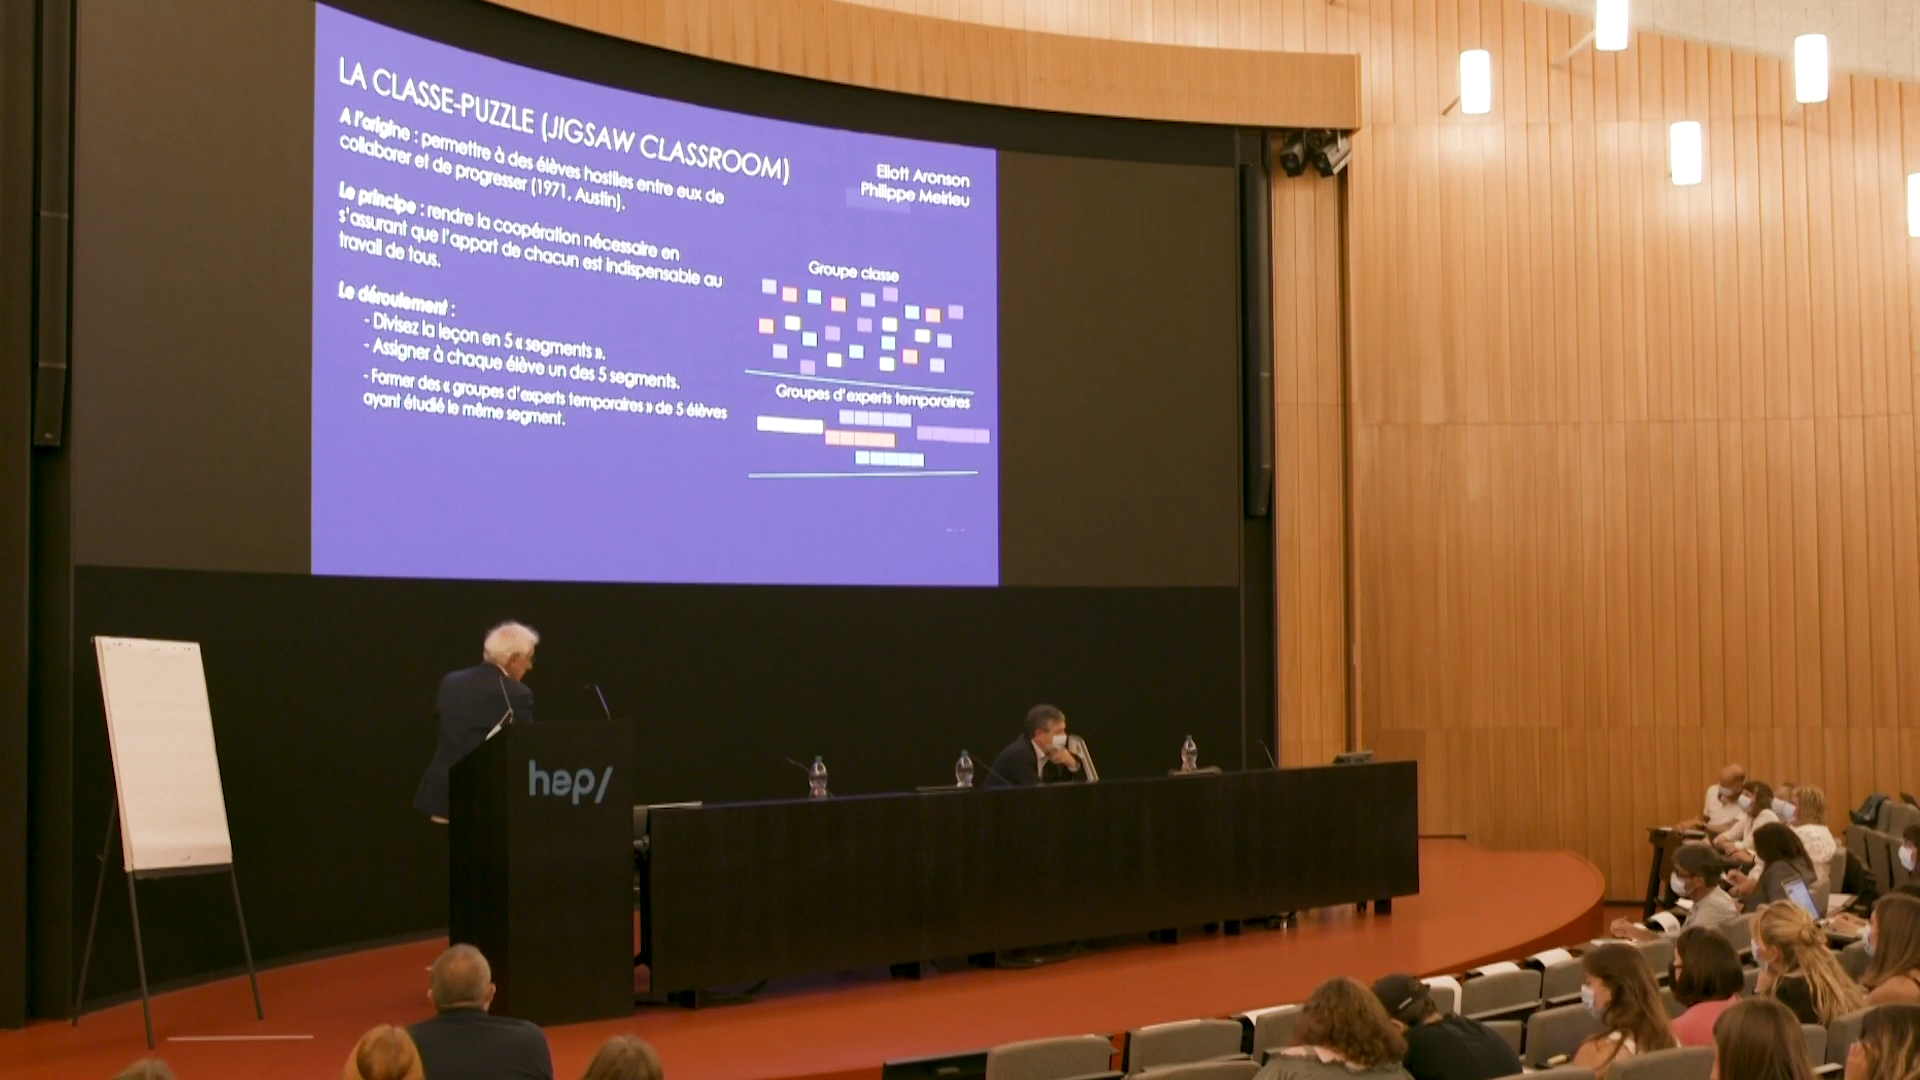 LA CLASSE-PUZZLE (JIGSAW CLASSROOM)
A l'origine : permettre à des élèves hostiles entre eux de
collaborer et de progresser (1971, Austin).
Eliott Aronson
Philippe Meirieu
Le principe : rendre la coopération nécessaire en
s'assurant que l'apport de chacun est indispensable au
travail de tous.
Le déroulement :
- Divisez la leçon en 5 « segments ».
- Assigner à chaque élève un des 5 segments.
- Former des « groupes d'experts temporaires » de 5 élèves
ayant étudié le même segment.
Groupe classe
Groupes d'experts temporaires
hep/